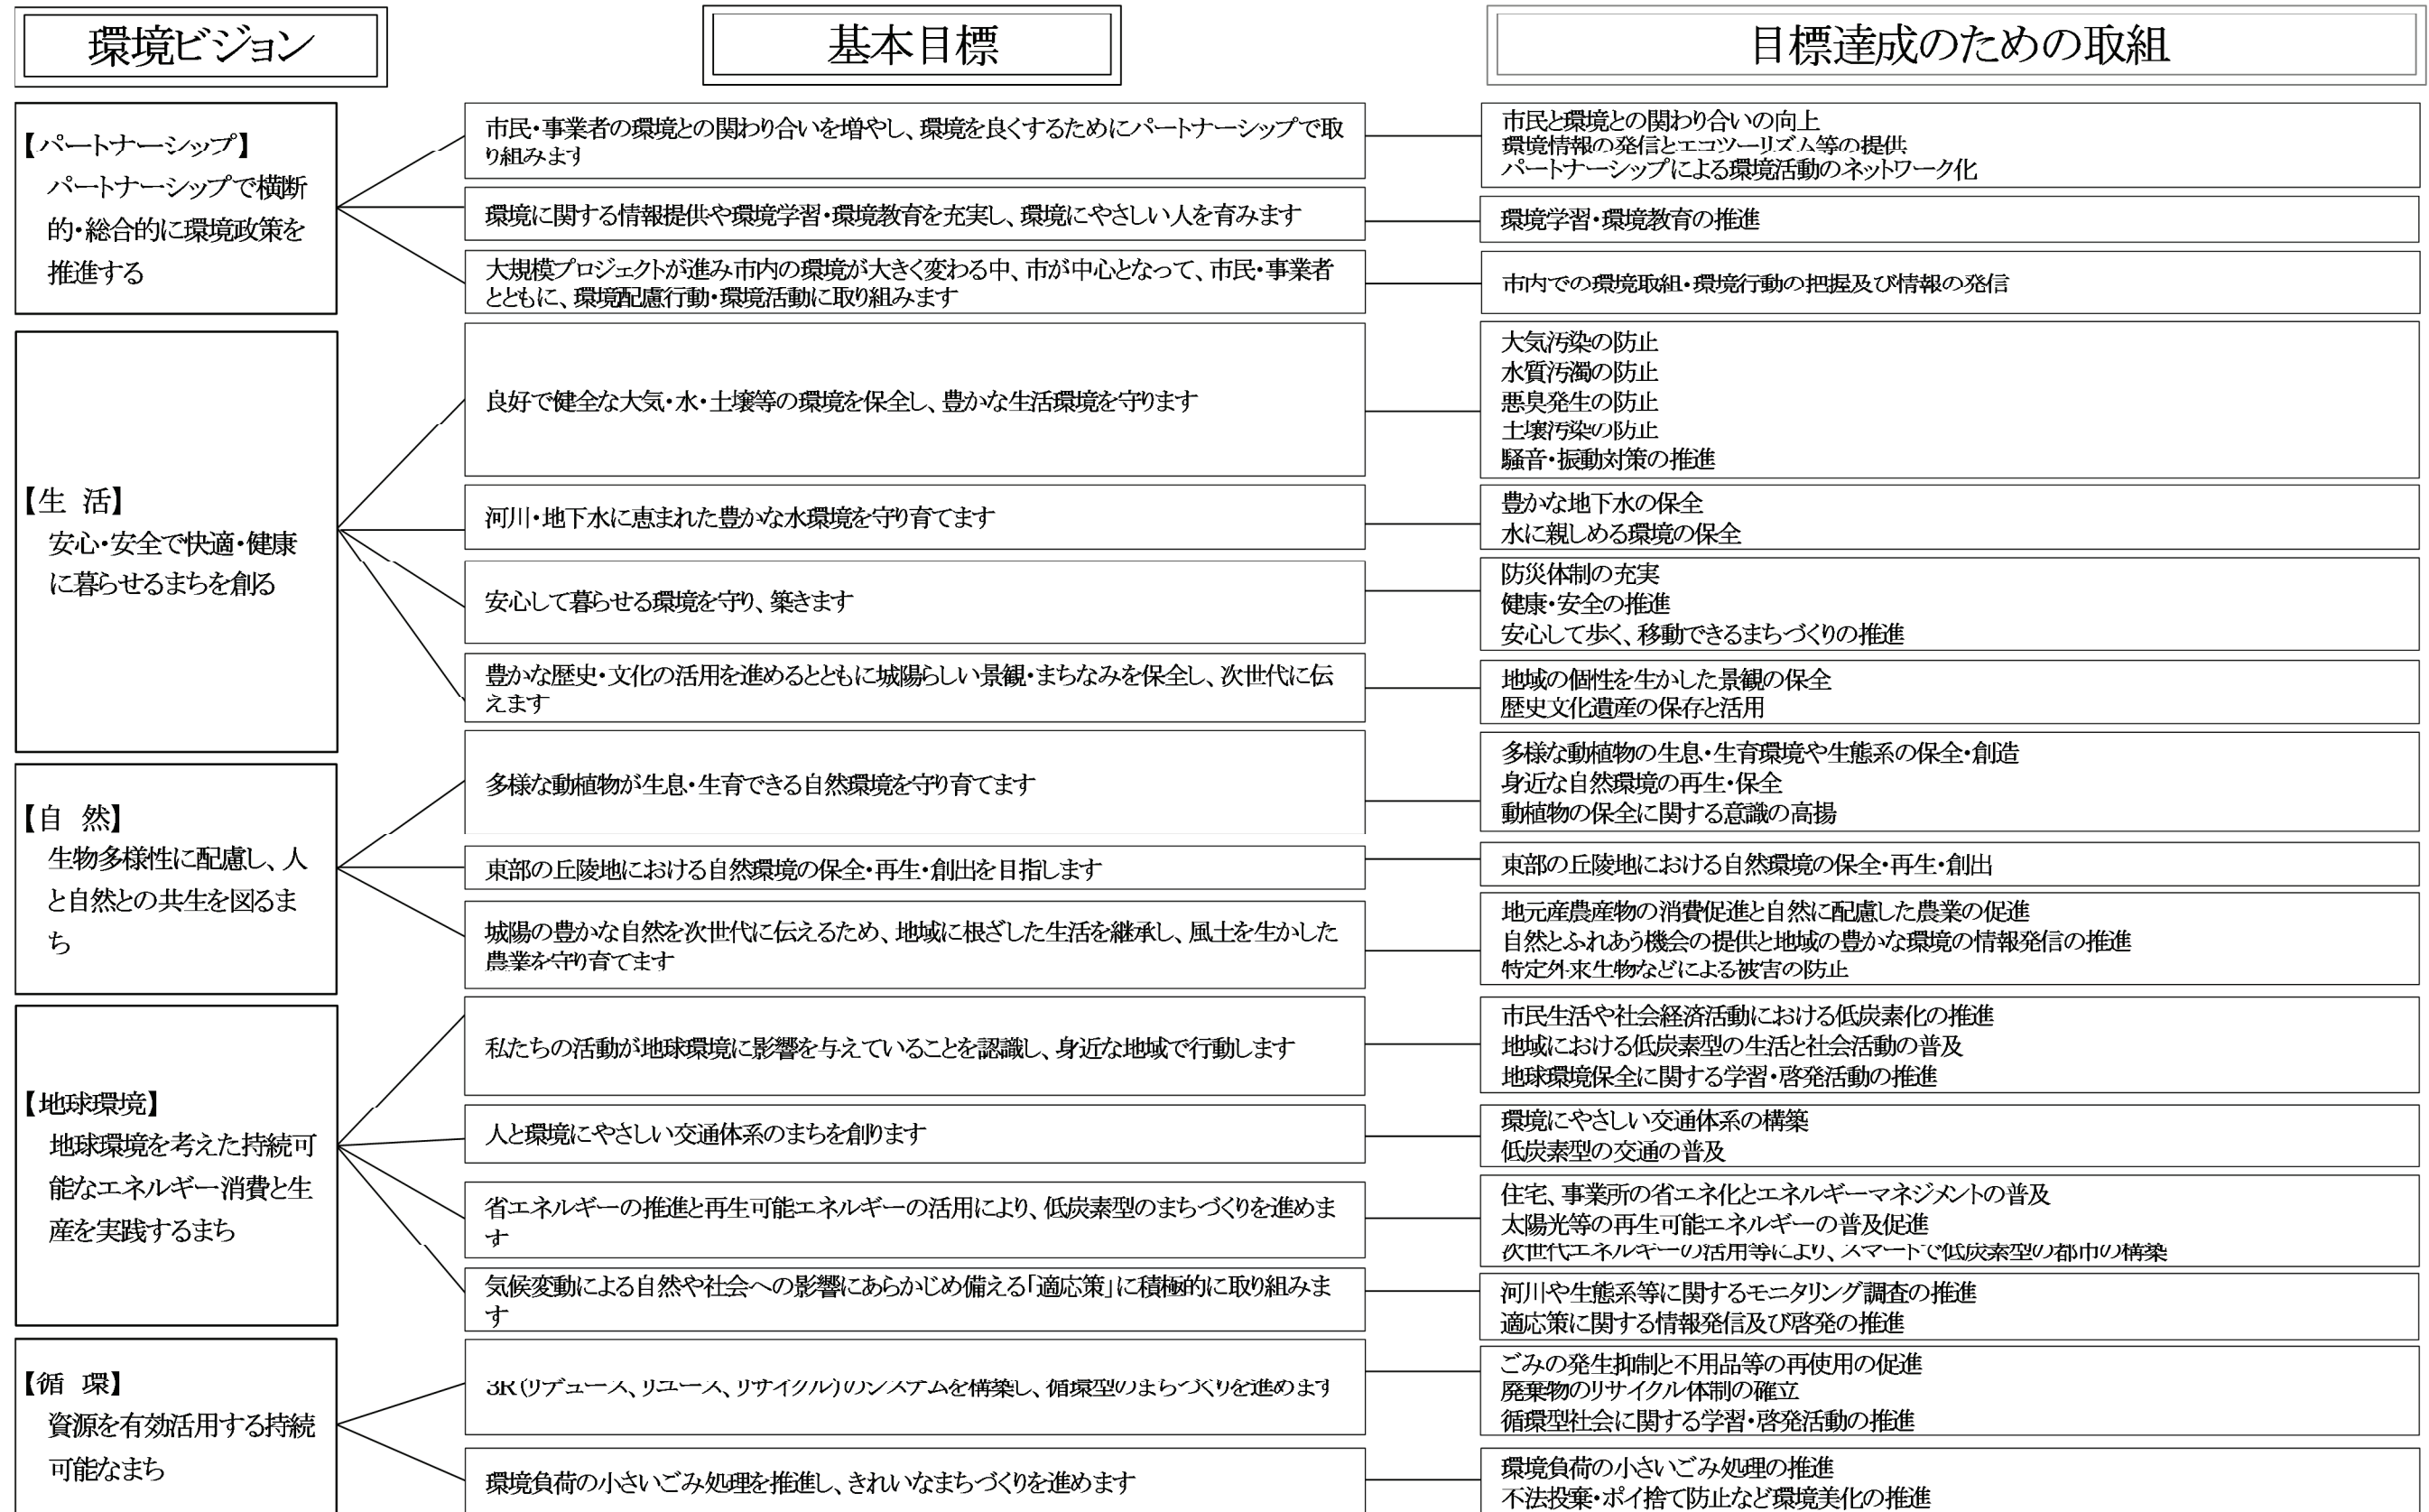 環境ビジョン
基本目標
目標達成のための取組
【パートナーシップ】
パートナーシップで横断
的・総合的に環境政策を
推進する
市民・事業者の環境との関わり合いを増やし、環境を良くするためにパートナーシップで取
り組みます
市民と環境との関わり合いの向上
環境情報の発信とエコツーリズム等の提供
パートナーシップによる環境活動のネットワーク化
環境に関する情報提供や環境学習・環境教育を充実し、環境にやさしい人を育みます
環境学習・環境教育の推進
大規模プロジェクトが進み市内の環境が大きく変わる中、市が中心となって、市民・事業者
とともに、環境配慮行動・環境活動に取り組みます
市内での環境取組・環境行動の把握及び情報の発信
【生 活】
安心・安全で快適・健康
に暮らせるまちを創る
良好で健全な大気・水・土壌等の環境を保全し、豊かな生活環境を守ります
大気汚染の防止
水質汚濁の防止
悪臭発生の防止
土壌汚染の防止
騒音・振動対策の推進
河川・地下水に恵まれた豊かな水環境を守り育てます
豊かな地下水の保全
水に親しめる環境の保全
安心して暮らせる環境を守り、築きます
防災体制の充実
健康・安全の推進
安心して歩く、移動できるまちづくりの推進
豊かな歴史・文化の活用を進めるとともに城陽らしい景観・まちなみを保全し、次世代に伝
えます
地域の個性を生かした景観の保全
歴史文化遺産の保存と活用
【自 然】
生物多様性に配慮し、人
と自然との共生を図るま
ち
多様な動植物が生息・生育できる自然環境を守り育てます
多様な動植物の生息・生育環境や生態系の保全・創造
身近な自然環境の再生・保全
動植物の保全に関する意識の高揚
東部の丘陵地における自然環境の保全・再生・創出を目指します
東部の丘陵地における自然環境の保全・再生・創出
城陽の豊かな自然を次世代に伝えるため、地域に根ざした生活を継承し、風土を生かした
農業を守り育てます
地元産農産物の消費促進と自然に配慮した農業の促進
自然とふれあう機会の提供と地域の豊かな環境の情報発信の推進
特定外来生物などによる被害の防止
【地球環境】
地球環境を考えた持続可
能なエネルギー消費と生
産を実践するまち
私たちの活動が地球環境に影響を与えていることを認識し、身近な地域で行動します
市民生活や社会経済活動における低炭素化の推進
地域における低炭素型の生活と社会活動の普及
地球環境保全に関する学習・啓発活動の推進
人と環境にやさしい交通体系のまちを創ります
環境にやさしい交通体系の構築
低炭素型の交通の普及
省エネルギーの推進と再生可能エネルギーの活用により、低炭素型のまちづくりを進めま
す
住宅、事業所の省エネ化とエネルギーマネジメントの普及
太陽光等の再生可能エネルギーの普及促進
次世代エネルギーの活用等により、スマートで低炭素型の都市の構築
気候変動による自然や社会への影響にあらかじめ備える「適応策」に積極的に取り組みま
す
河川や生態系等に関するモニタリング調査の推進
適応策に関する情報発信及び啓発の推進
【循 環】
資源を有効活用する持続
可能なまち
3R(リデュース、リユース、リサイクル)のシステムを構築し、循環型のまちづくりを進めます
ごみの発生抑制と不用品等の再使用の促進
廃棄物のリサイクル体制の確立
循環型社会に関する学習・啓発活動の推進
環境負荷の小さいごみ処理を推進し、きれいなまちづくりを進めます
環境負荷の小さいごみ処理の推進
不法投棄・ポイ捨て防止など環境美化の推進